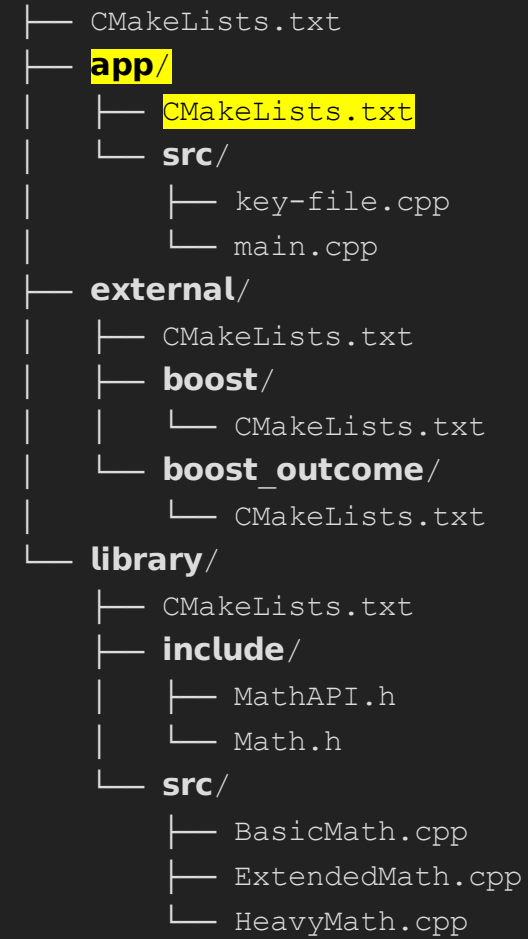 ├── CMakeLists.txt
├── app/
│   ├── CMakeLists.txt
│   └── src/
│       ├── key-file.cpp
│       └── main.cpp
├── external/
│   ├── CMakeLists.txt
│   ├── boost/
│   │   └── CMakeLists.txt
│   └── boost_outcome/
│       └── CMakeLists.txt
└── library/
    ├── CMakeLists.txt
    ├── include/
    │   ├── MathAPI.h
    │   └── Math.h
    └── src/
        ├── BasicMath.cpp
        ├── ExtendedMath.cpp
        └── HeavyMath.cpp